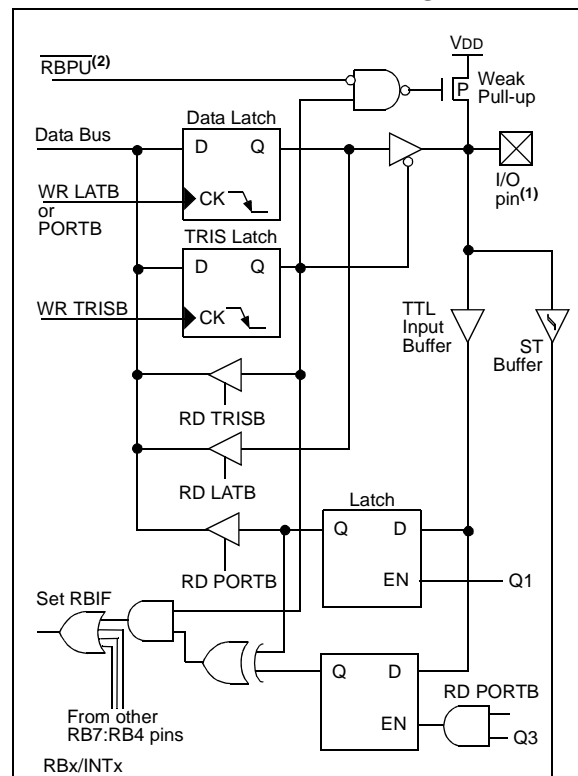 VDD
RBPU(2)
P
Weak
Pull-up
Data Latch
Data Bus
D
Q
I/O
pin(1)
WR LATB
or
PORTB
CK
TRIS Latch
D
Q
WR TRISB
CK
TTL
Input
Buffer
ST
Buffer
RD TRISB
RD LATB
Latch
Q
D
EN
Q1
RD PORTB
Set RBIF
Q
D
RD PORTB
EN
Q3
From other
RB7:RB4 pins
RBx/INTx